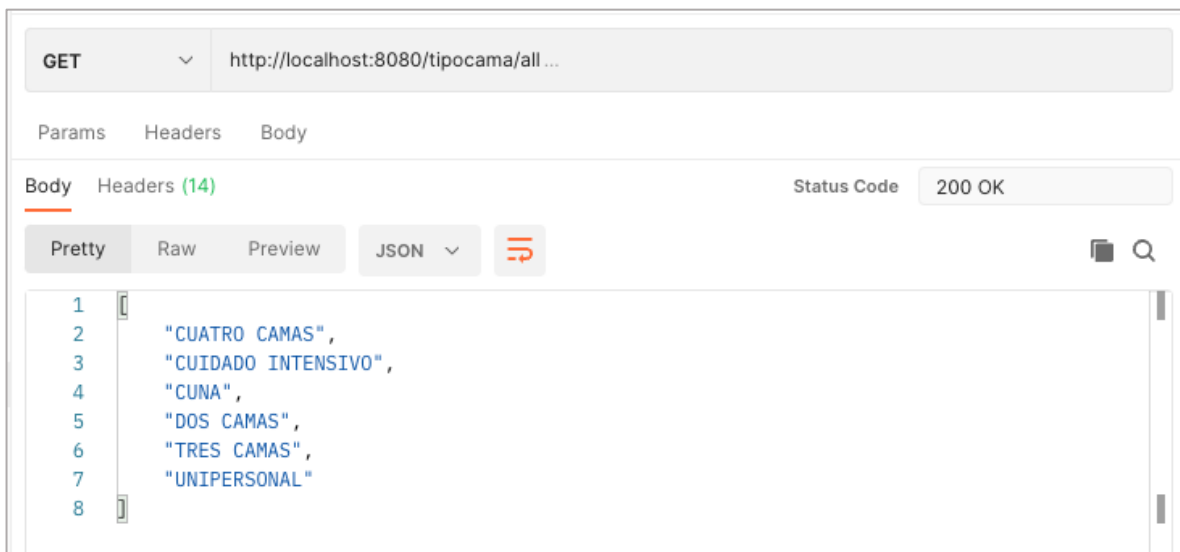 GET http://localhost:8080/tipocama/all ...
Params Headers Body
Body Headers (14) Status Code 200 OK
Pretty Raw Preview JSON
1 [
2 "CUATRO CAMAS",
3 "CUIDADO INTENSIVO",
4 "CUNA",
5 "DOS CAMAS",
6 "TRES CAMAS",
7 "UNIPERSONAL"
8 ]